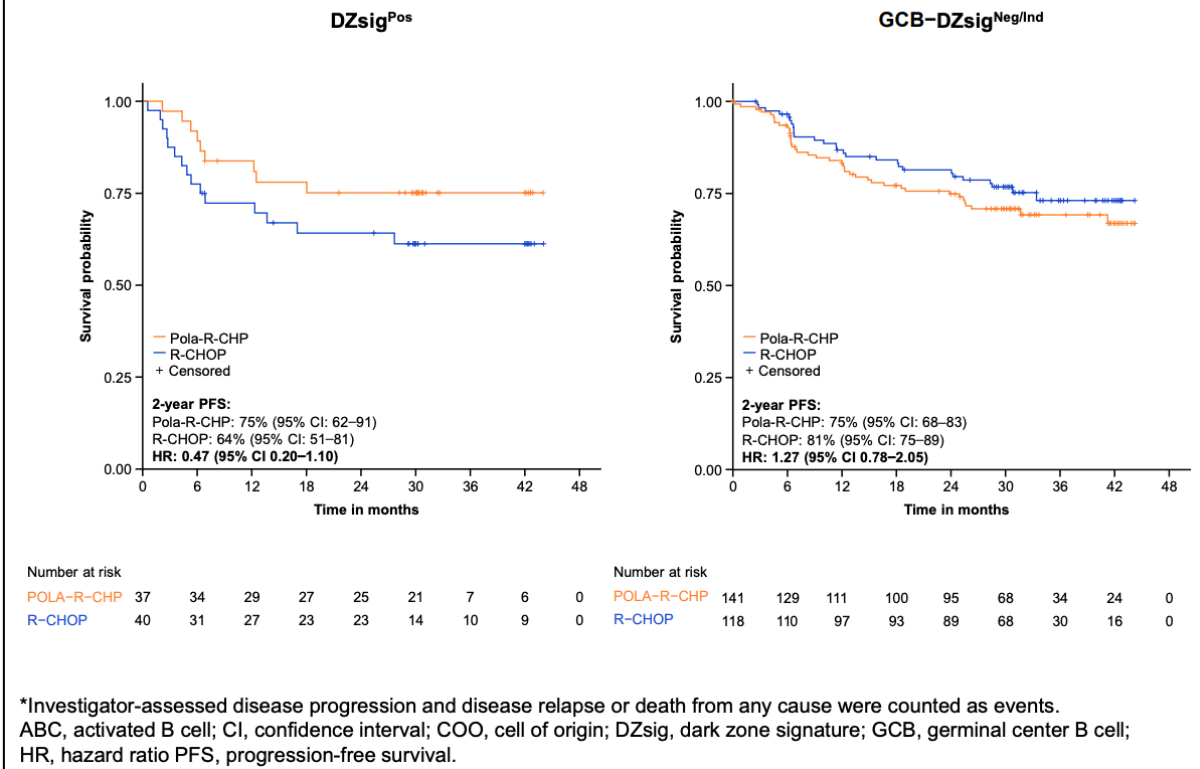 DZsigPos
GCB−DZsigNeg/Ind
1.00
0.75
0.50
0.25
0.00
Survival probability
Pola-R-CHP
R-CHOP
+ Censored
2-year PFS:
Pola-R-CHP: 75% (95% CI: 62–91)
R-CHOP: 64% (95% CI: 51–81)
HR: 0.47 (95% CI 0.20–1.10)
0 6 12 18 24 30 36 42 48
Time in months
1.00
0.75
0.50
0.25
0.00
Survival probability
Pola-R-CHP
R-CHOP
+ Censored
2-year PFS:
Pola-R-CHP: 75% (95% CI: 68–83)
R-CHOP: 81% (95% CI: 75–89)
HR: 1.27 (95% CI 0.78–2.05)
0 6 12 18 24 30 36 42 48
Time in months
Number at risk
POLA−R−CHP 37 34 29 27 25 21 7 6 0
R−CHOP 40 31 27 23 23 14 10 9 0
Number at risk
POLA−R−CHP 141 129 111 100 95 68 34 24 0
R−CHOP 118 110 97 93 89 68 30 16 0
*Investigator-assessed disease progression and disease relapse or death from any cause were counted as events.
ABC, activated B cell; CI, confidence interval; COO, cell of origin; DZsig, dark zone signature; GCB, germinal center B cell;
HR, hazard ratio PFS, progression-free survival.